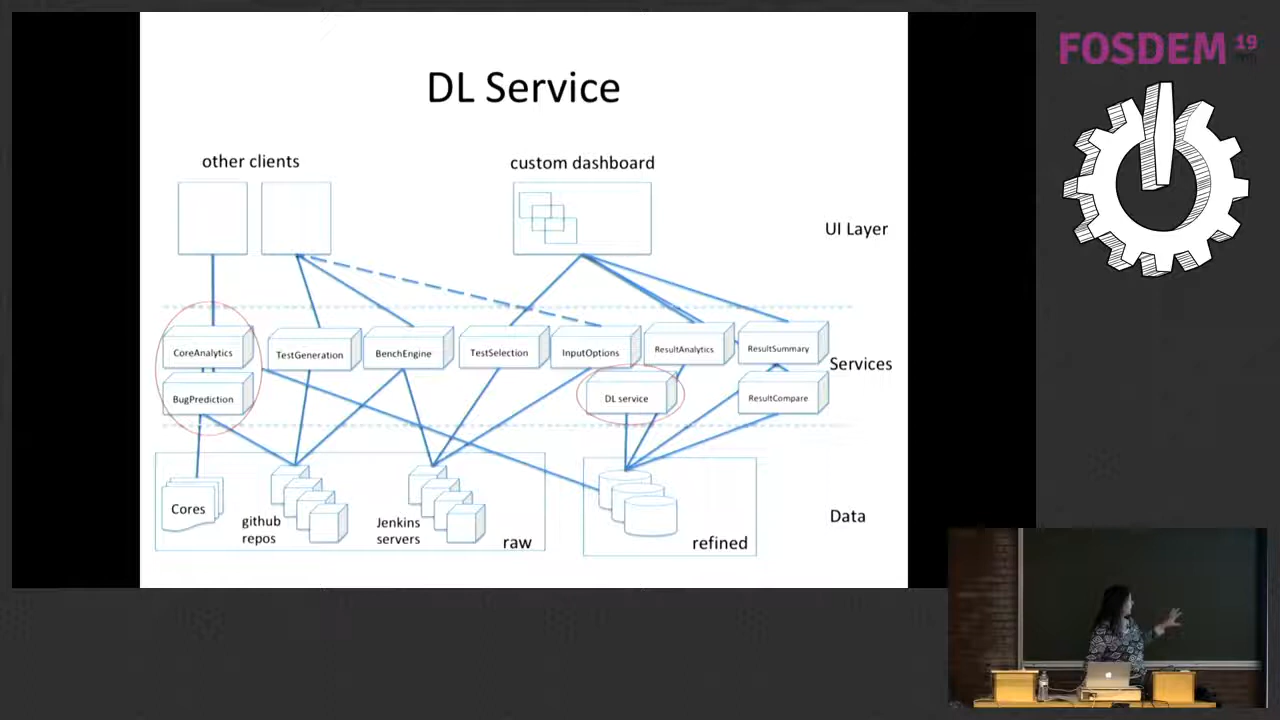 DL Service
other clients
custom dashboard
UI Layer
CoreAnalytics
TestGeneration
BenchEngine
TestSelection
InputOptions
ResultAnalytics
ResultSummary
Services
BugPrediction
DL service
ResultCompare
Cores
github
repos
Jenkins
servers
raw
refined
Data
FOSDEM 19